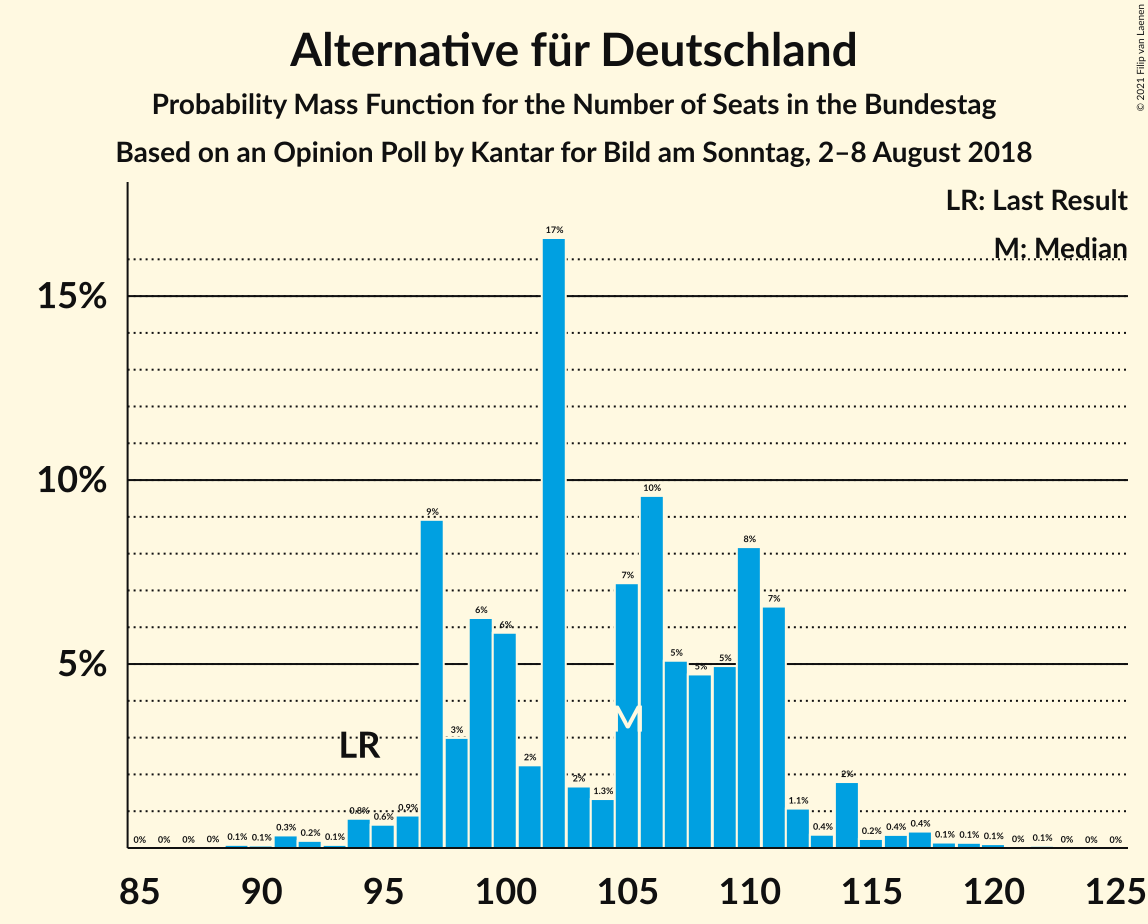 Alternative für Deutschland
Probability Mass Function for the Number of Seats in the Bundestag
Based on an Opinion Poll by Kantar for Bild am Sonntag, 2–8 August 2018
© 2021 Filip van Laenen
LR: Last Result
M: Median
15%
10%
5%
LR
M
0% 0% 0% 0% 0.1% 0.1% 0.3% 0.2% 0.1% 0.8% 0.6% 0.9% 9% 3% 6% 6% 2% 17% 2% 1.3% 7% 10% 5% 5% 5% 8% 7% 1.1% 0.4% 2% 0.2% 0.4% 0.4% 0.1% 0.1% 0.1% 0% 0.1% 0% 0% 0%
85 90 95 100 105 110 115 120 125